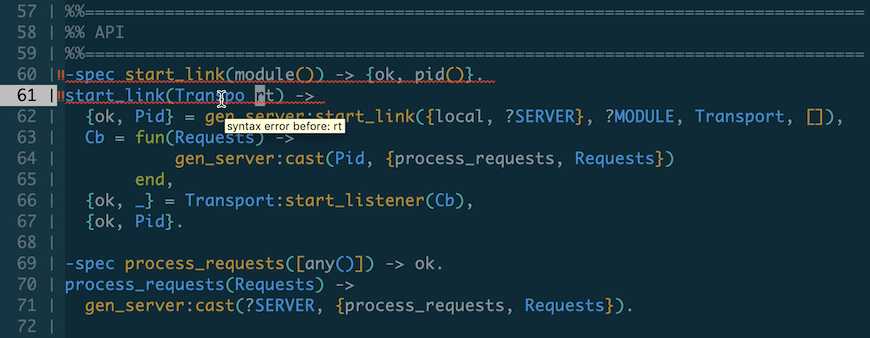 57 | %%==============================================================================
58 | %% API
59 | %%==============================================================================
60 |!!-spec start_link(module()) -> {ok, pid()}.
61 |!!start_link(Transpo rt) ->
62 |  {ok, Pid} = gen_server:start_link({local, ?SERVER}, ?MODULE, Transport, []),
syntax error before: rt
63 |  Cb = fun(Requests) ->
64 |           gen_server:cast(Pid, {process_requests, Requests})
65 |       end,
66 |  {ok, _} = Transport:start_listener(Cb),
67 |  {ok, Pid}.
68 |
69 | -spec process_requests([any()]) -> ok.
70 | process_requests(Requests) ->
71 |  gen_server:cast(?SERVER, {process_requests, Requests}).
72 |